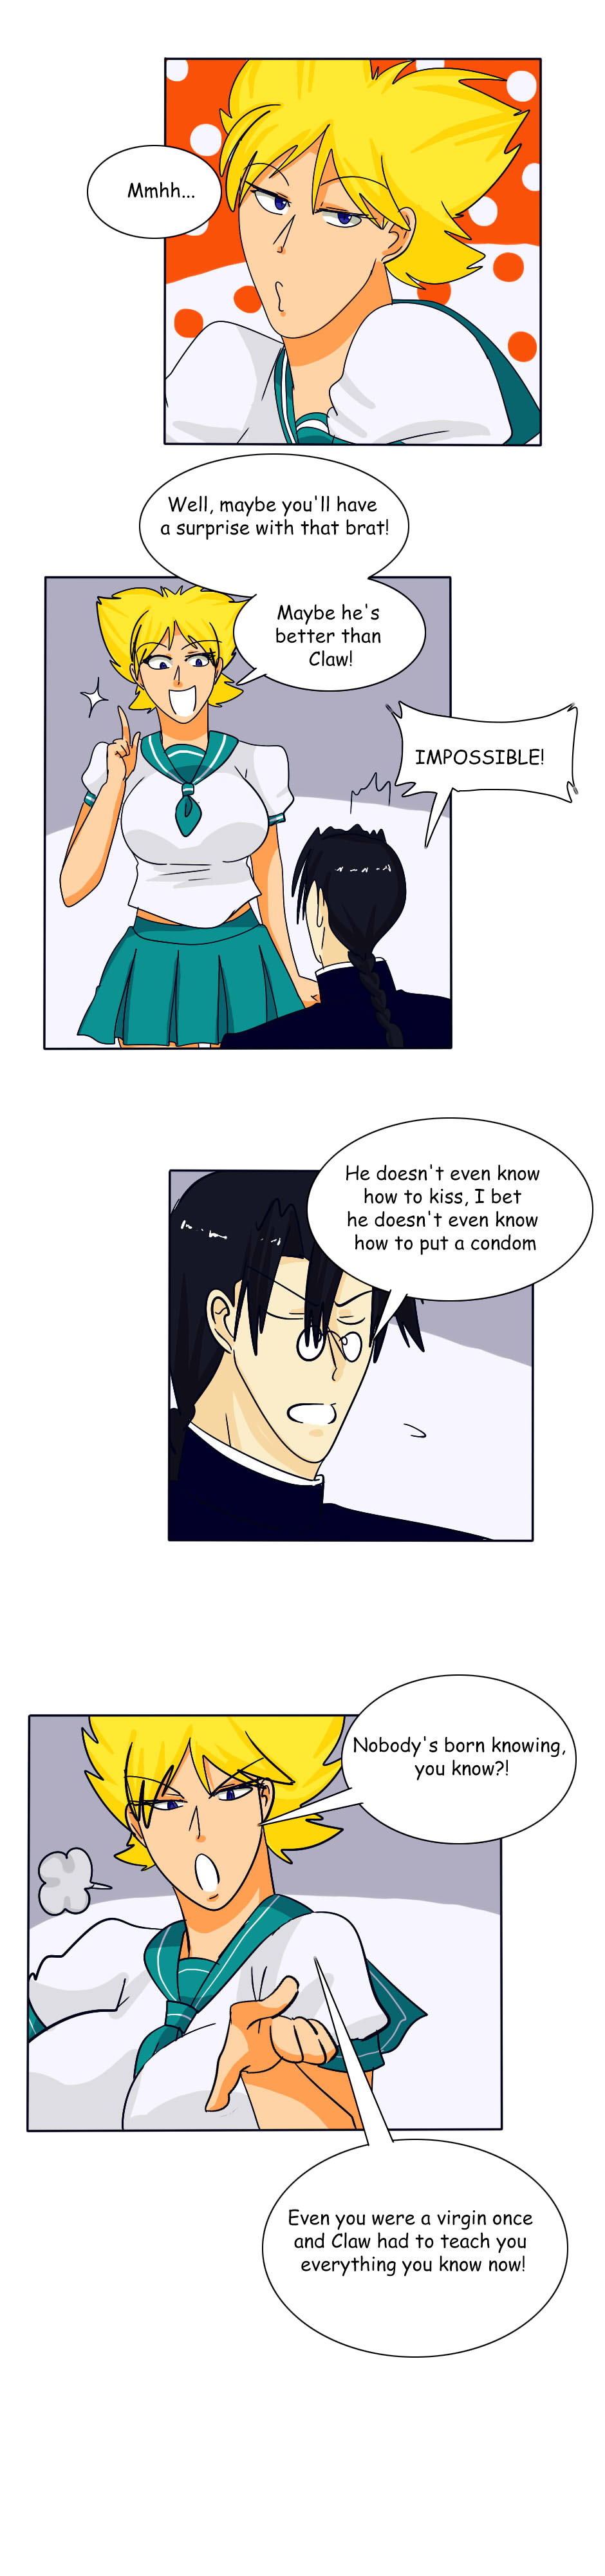 Mmhh...
Well, maybe you'll have
a surprise with that brat!
Maybe he's
better than
Claw!
IMPOSSIBLE!
He doesn't even know
how to kiss, I bet
he doesn't even know
how to put a condom
Nobody's born knowing,
you know?!
Even you were a virgin once
and Claw had to teach you
everything you know now!